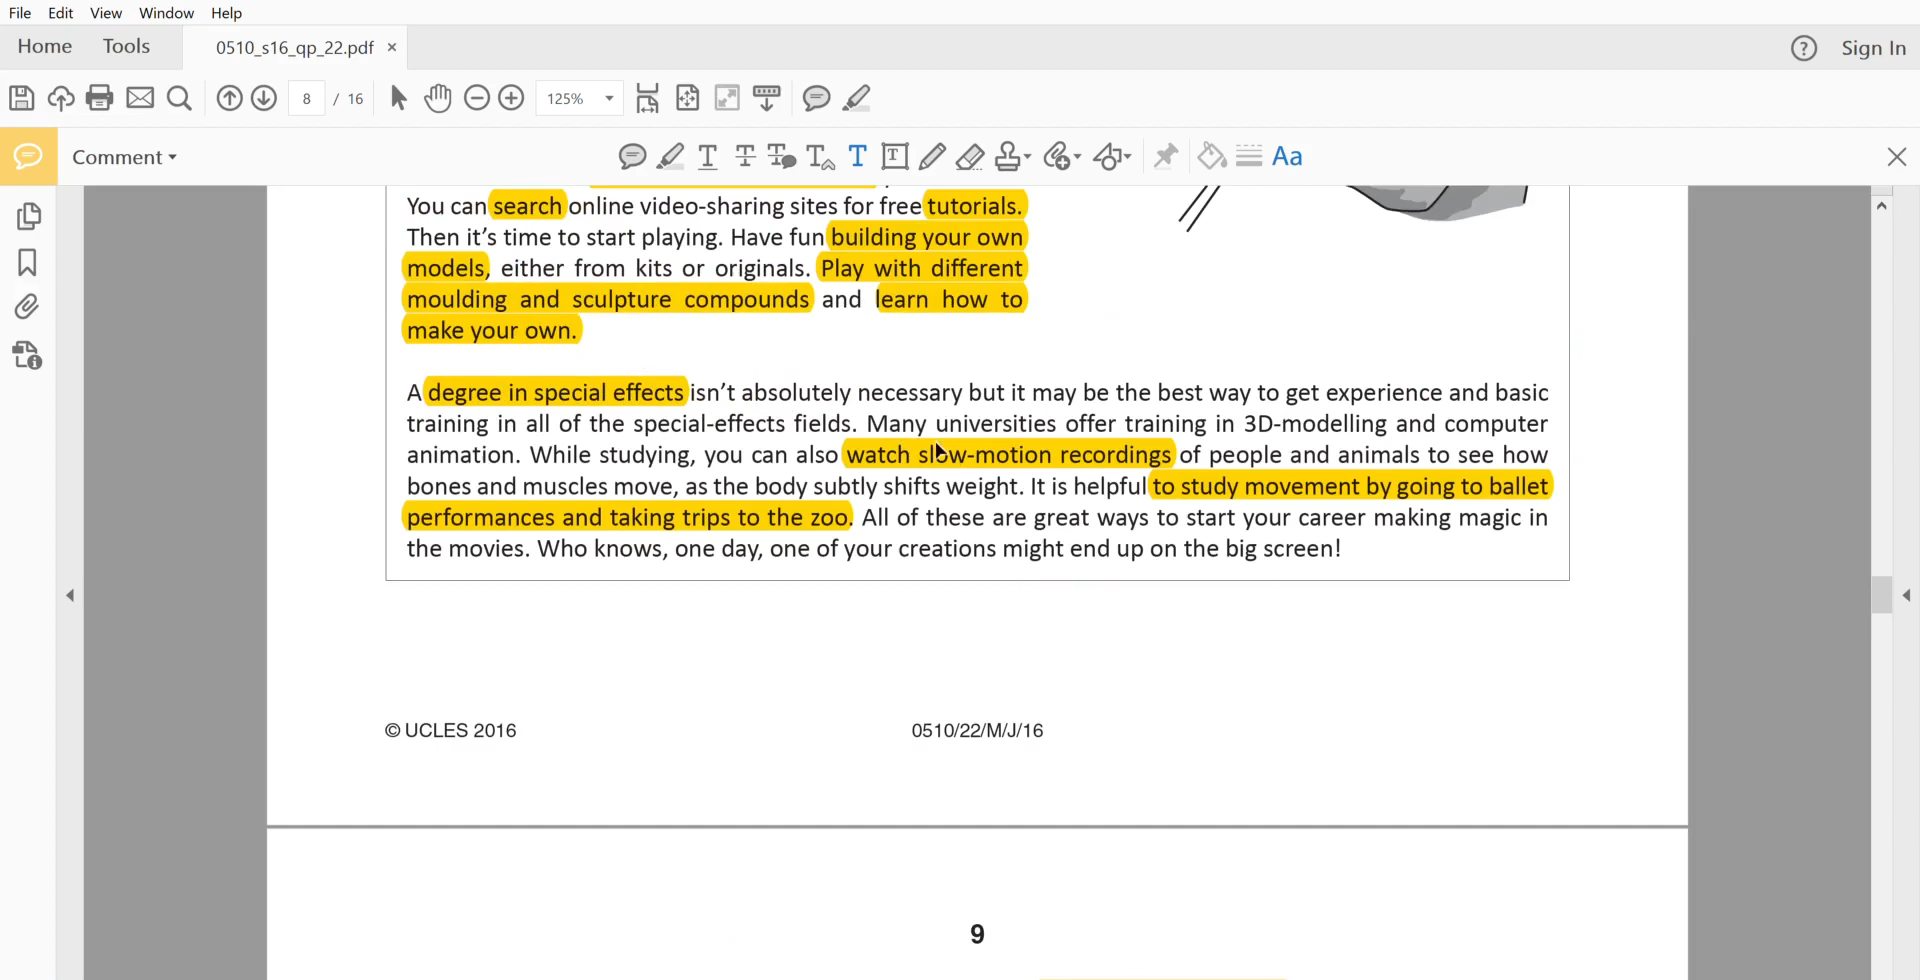 File Edit View Window Help
Home Tools 0510_s16_qp_22.pdf × ? Sign In
8 / 16 125%
Comment Aa
You can search online video-sharing sites for free tutorials.
Then it’s time to start playing. Have fun building your own
models, either from kits or originals. Play with different
moulding and sculpture compounds and learn how to
make your own.
A degree in special effects isn’t absolutely necessary but it may be the best way to get experience and basic
training in all of the special-effects fields. Many universities offer training in 3D-modelling and computer
animation. While studying, you can also watch slow-motion recordings of people and animals to see how
bones and muscles move, as the body subtly shifts weight. It is helpful to study movement by going to ballet
performances and taking trips to the zoo. All of these are great ways to start your career making magic in
the movies. Who knows, one day, one of your creations might end up on the big screen!
© UCLES 2016 0510/22/M/J/16
9